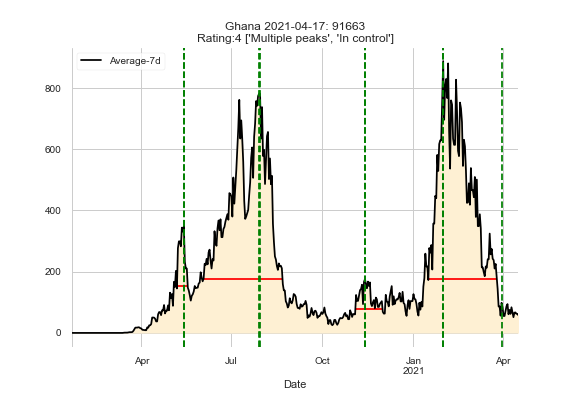 Ghana 2021-04-17: 91663
Rating:4 ['Multiple peaks', 'In control']
Average-7d
800
600
400
200
0
Apr
Jul
Oct
Jan
2021
Apr
Date